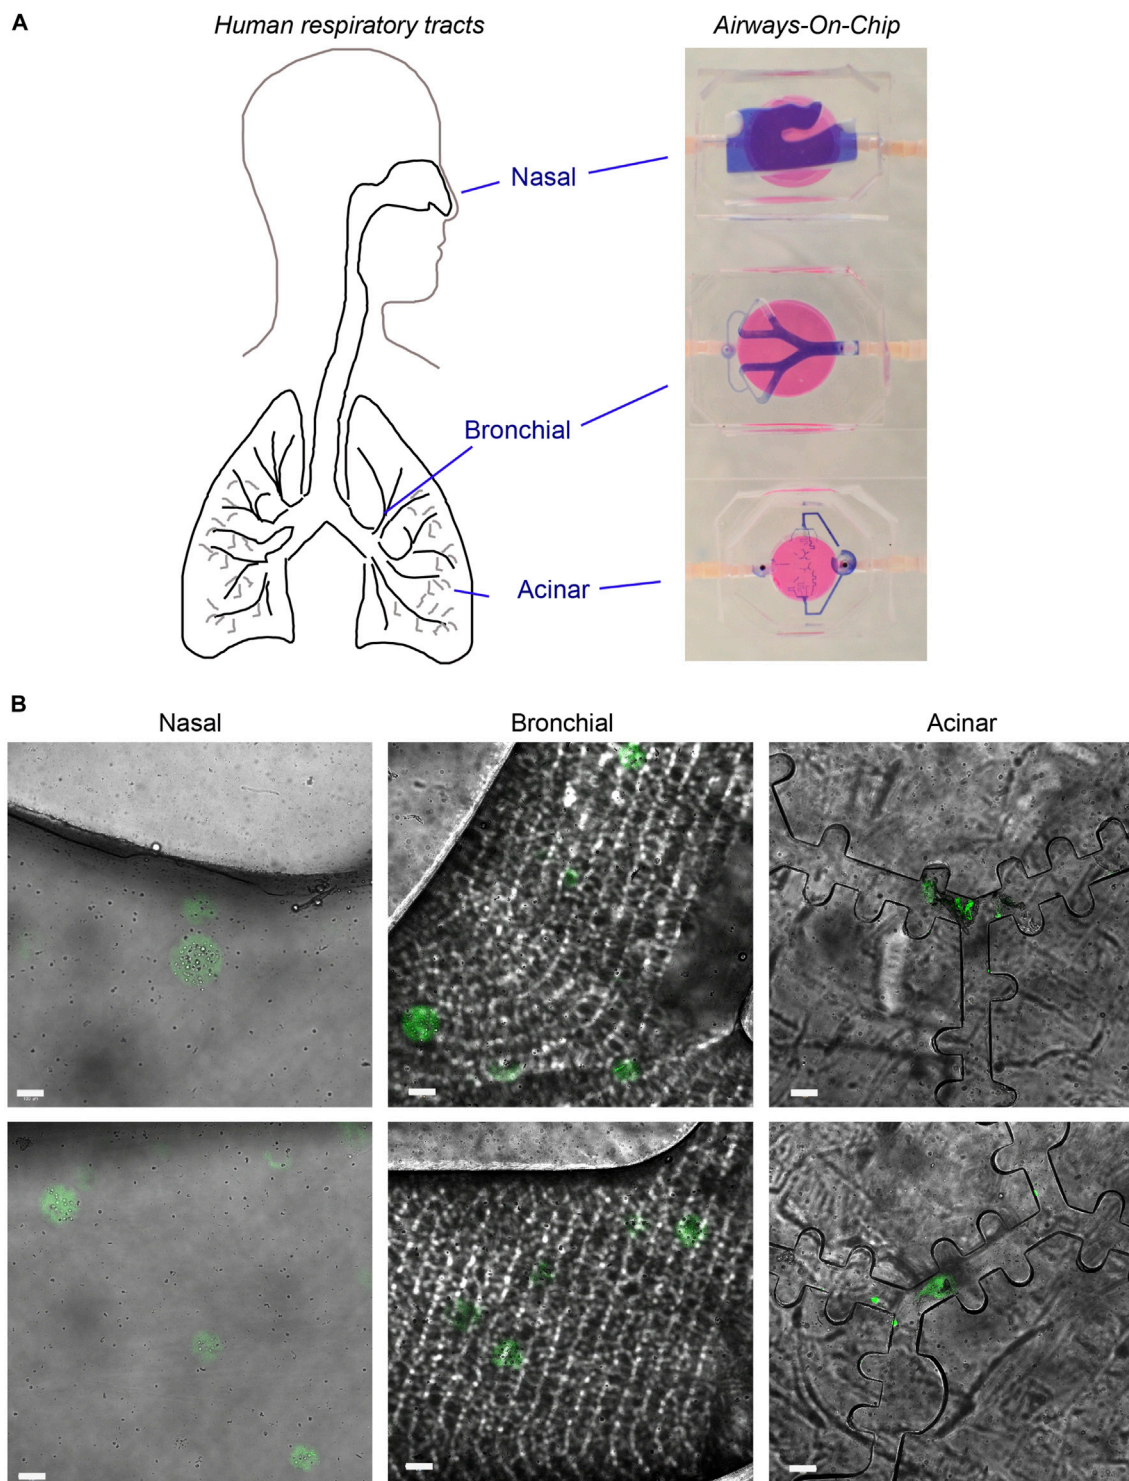 A
Human respiratory tracts
Airways-On-Chip
Nasal
Bronchial
Acinar
B
Nasal
Bronchial
Acinar